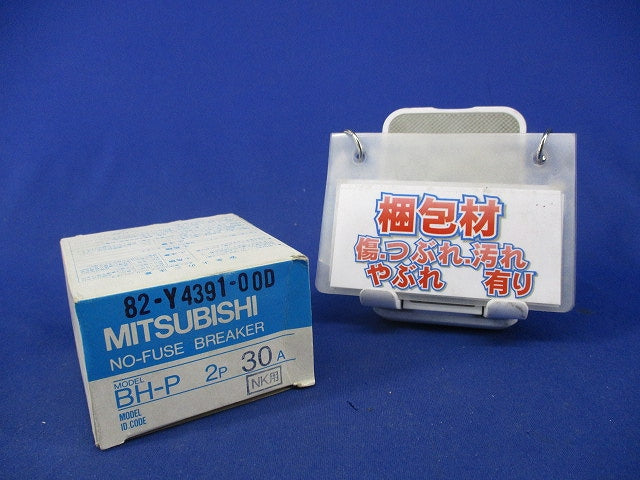 82-Y4391-00D
MITSUBISHI
NO-FUSE BREAKER
MODEL
BH-P 2P 30A
NK用
MODEL
ID.CODE
梱包材
傷.つぶれ.汚れ
やぶれ 有り